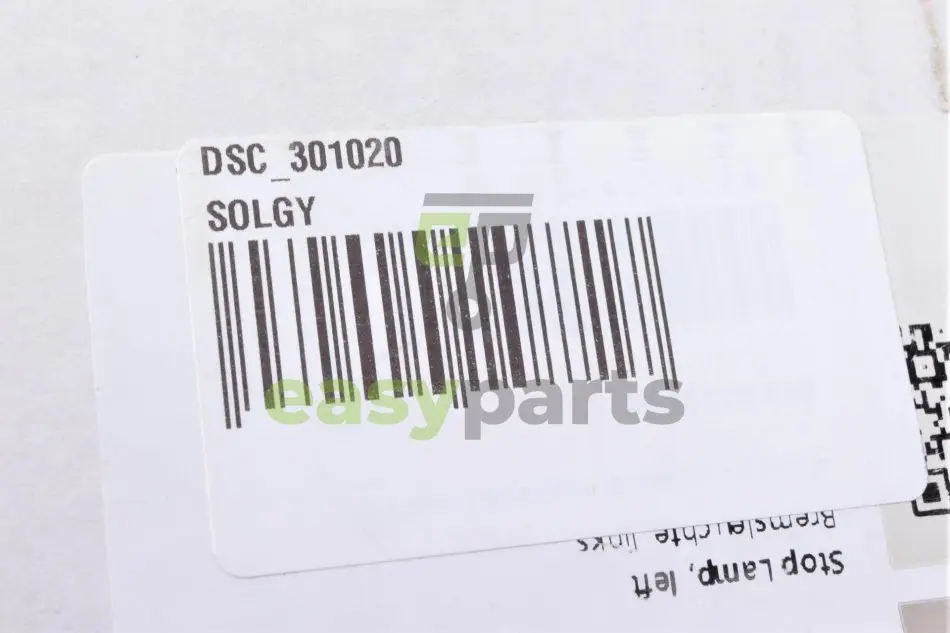 DSC_301020
SOLGY
easyparts
Stop Lamp, left
Bremsleuchte links